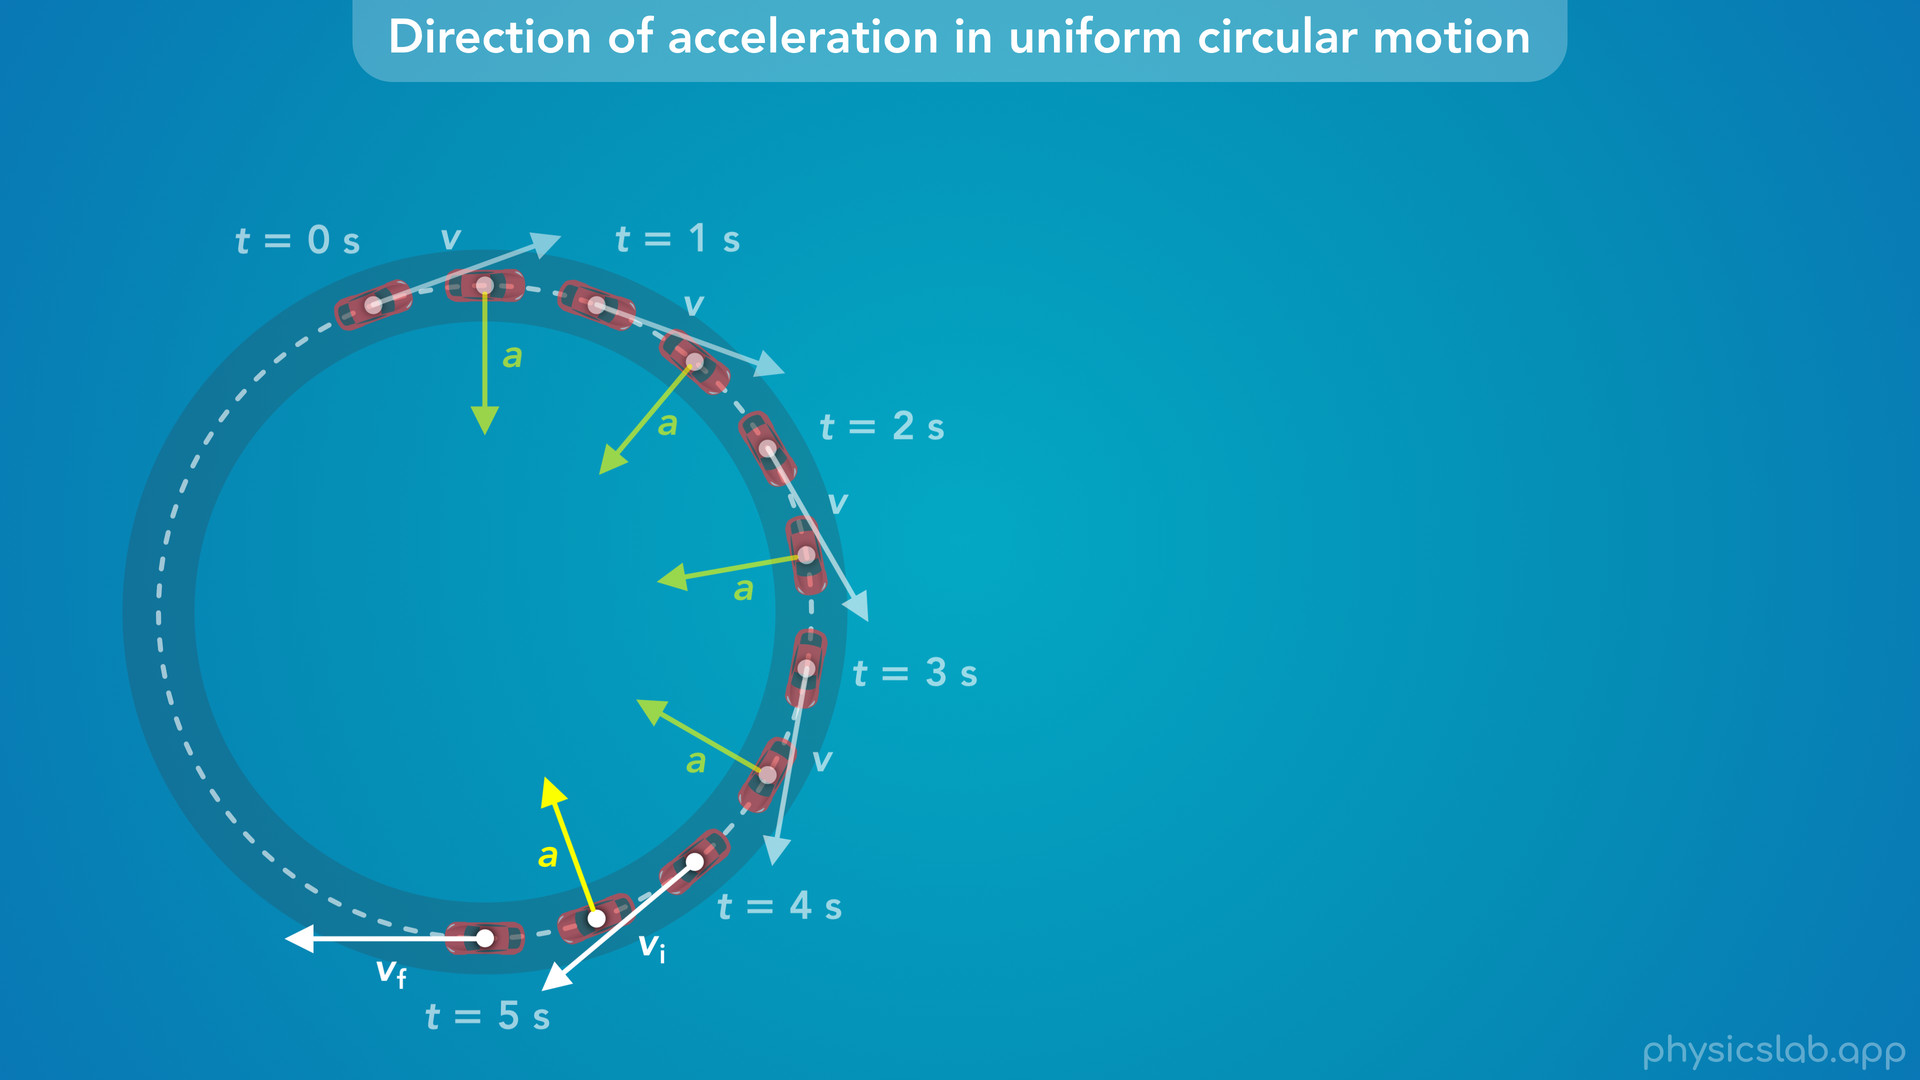 Direction of acceleration in uniform circular motion
t = 0 s
v
t = 1 s
v
a
a
t = 2 s
v
a
t = 3 s
a
v
a
t = 4 s
vi
vf
t = 5 s
physicslab.app